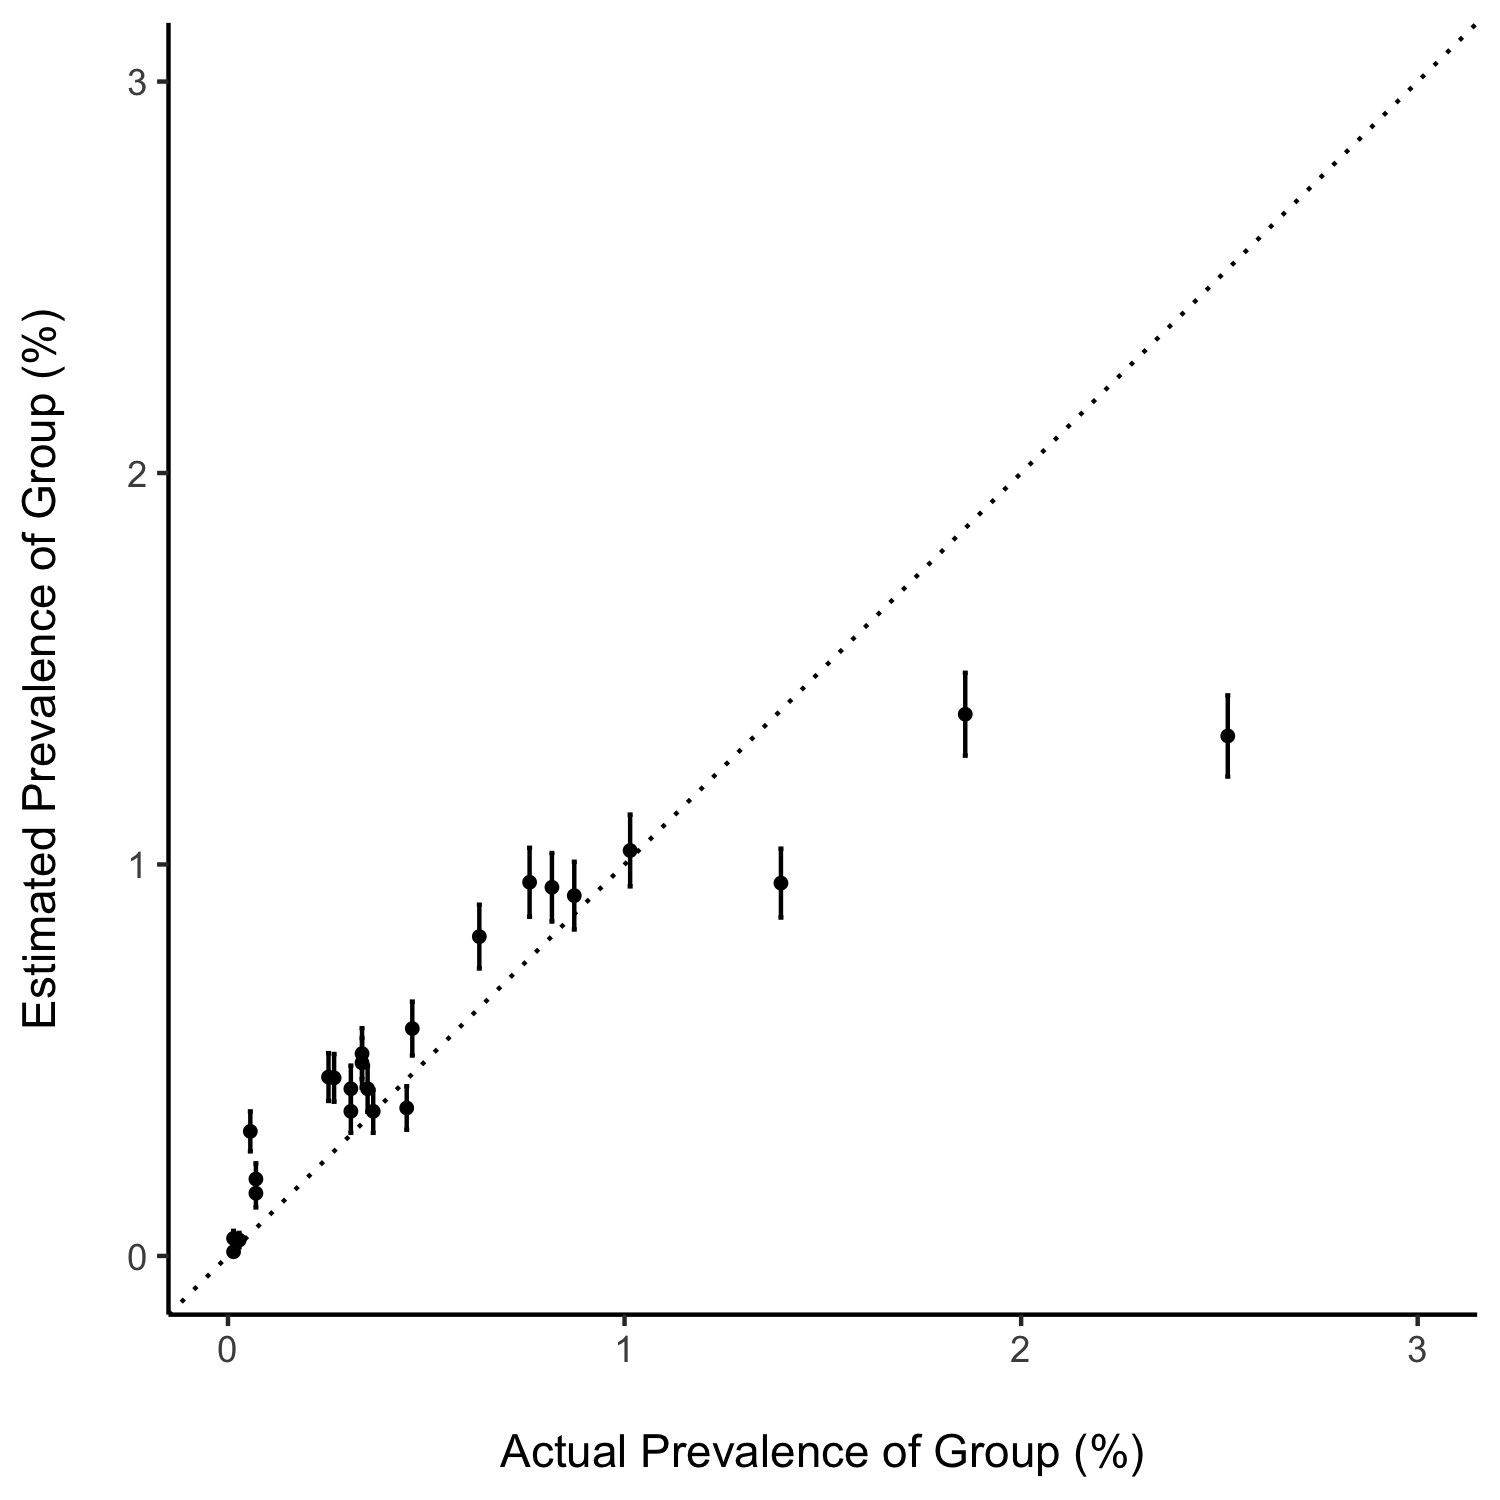 Estimated Prevalence of Group (%)
3
2
1
0
0 1 2 3
Actual Prevalence of Group (%)